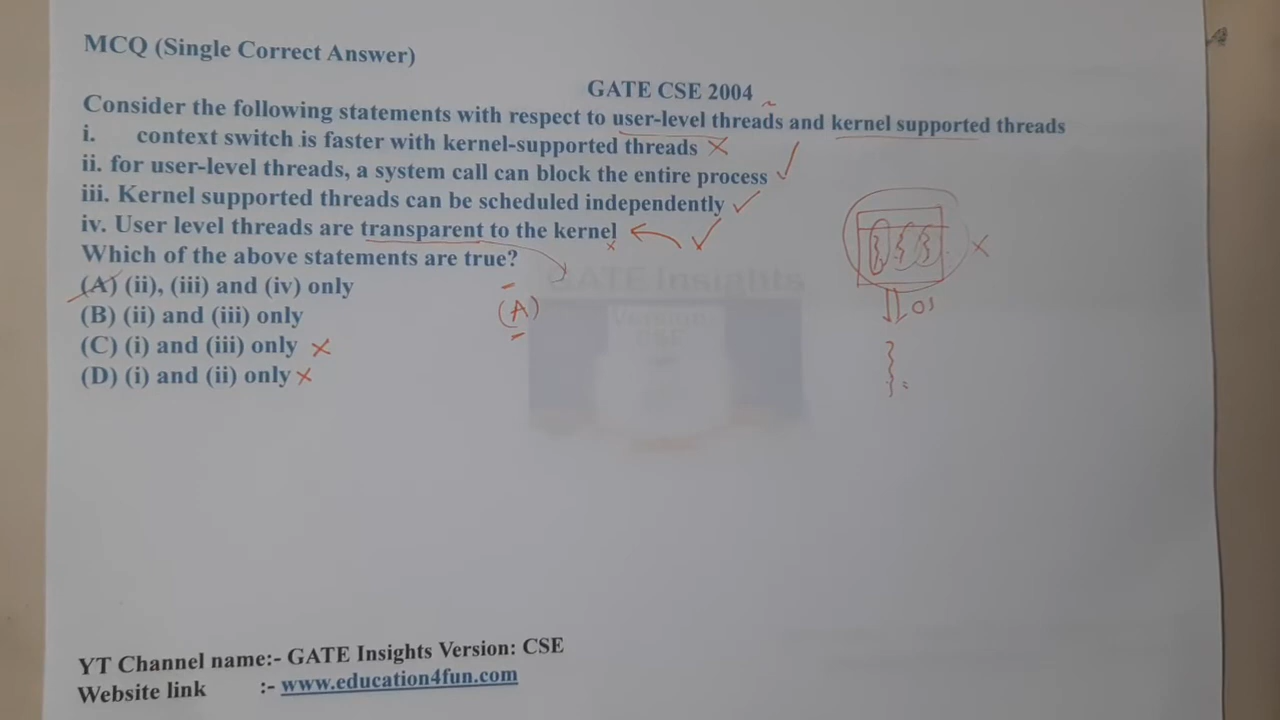 MCQ (Single Correct Answer)
GATE CSE 2004
Consider the following statements with respect to user-level threads and kernel supported threads
i. context switch is faster with kernel-supported threads
ii. for user-level threads, a system call can block the entire process
iii. Kernel supported threads can be scheduled independently
iv. User level threads are transparent to the kernel
Which of the above statements are true?
(A) (ii), (iii) and (iv) only
(A)
(B) (ii) and (iii) only
OS
(C) (i) and (iii) only
(D) (i) and (ii) only
GATE Insights
Version:
CSE
YT Channel name:- GATE Insights Version: CSE
Website link :- www.education4fun.com